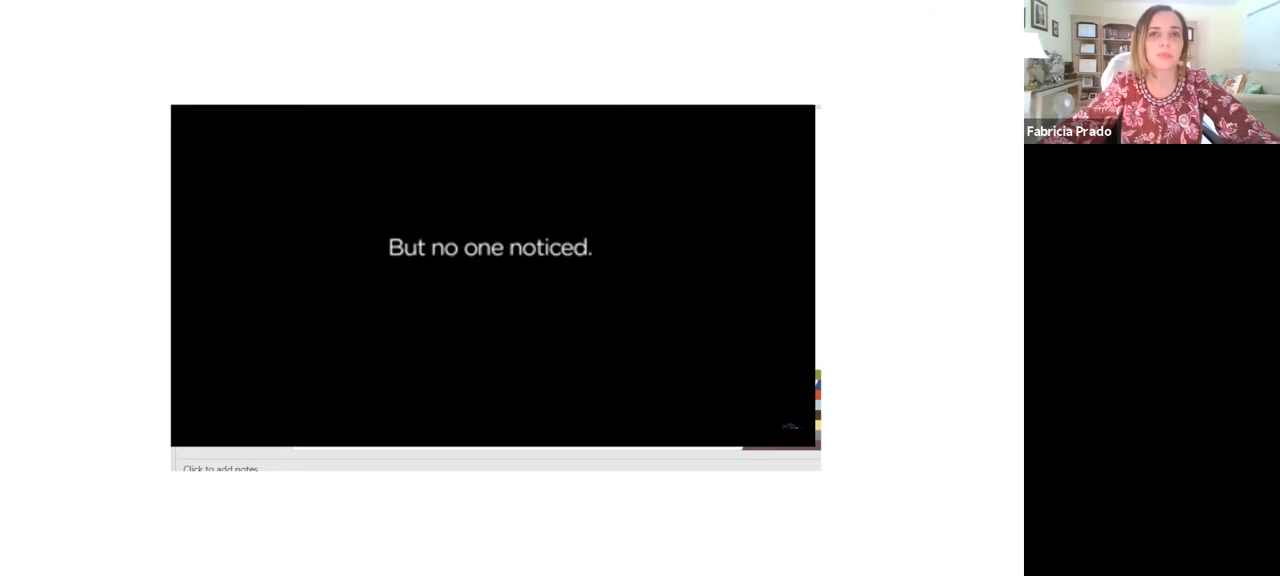 But no one noticed.
Fabricia Prado
Click to add notes